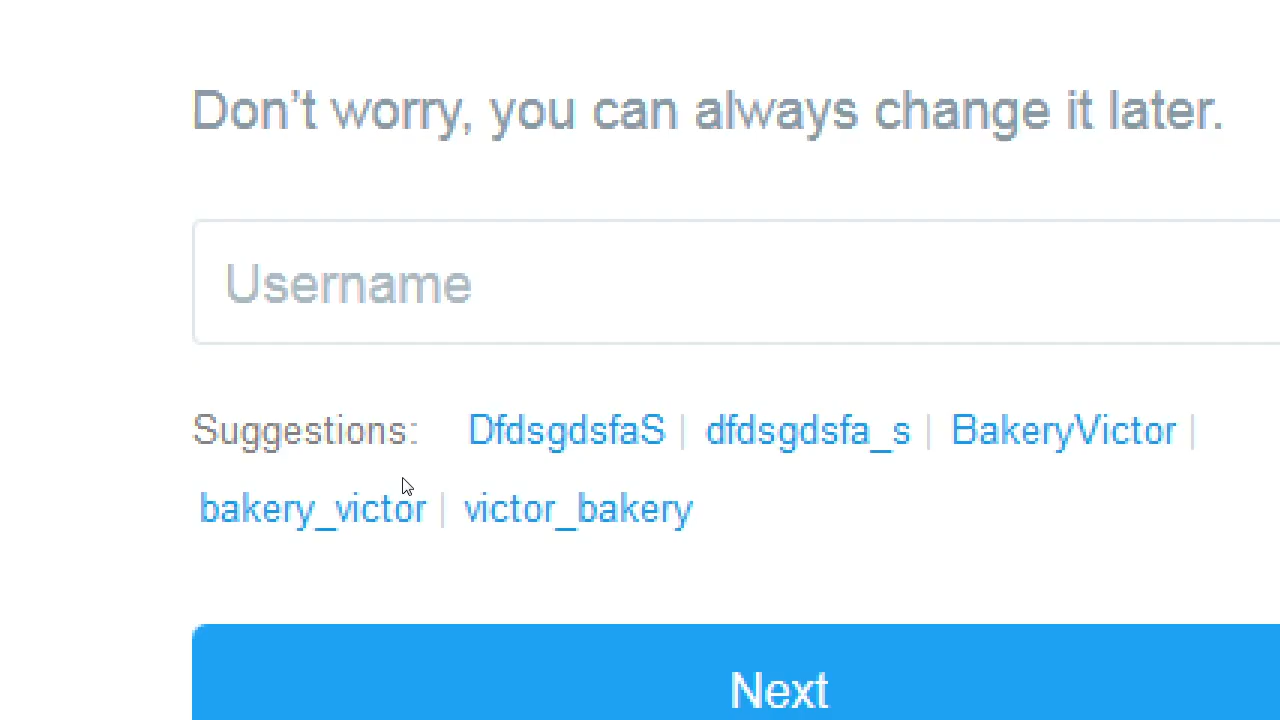 Don’t worry, you can always change it later.
Username
Suggestions: DfdsgdsfaS | dfdsgdsfa_s | BakeryVictor |
bakery_victor | victor_bakery
Next